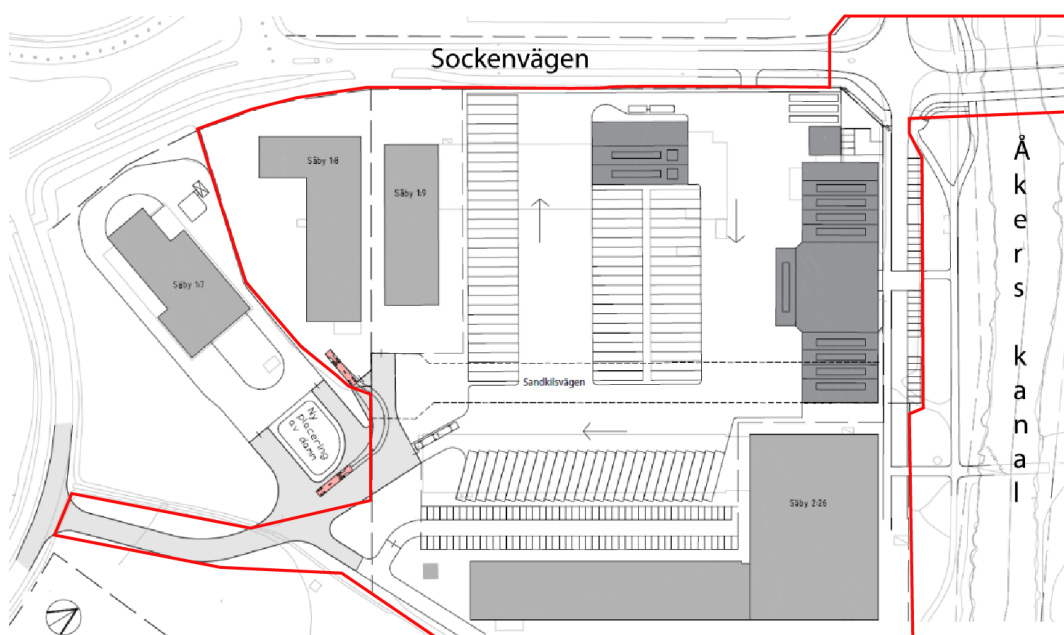 Sockenvägen
Säby 1:8
Säby 1:9
Säby 1:7
Åkers kanal
Sandkilsvägen
Ny
placering
av damm
Säby 2:26